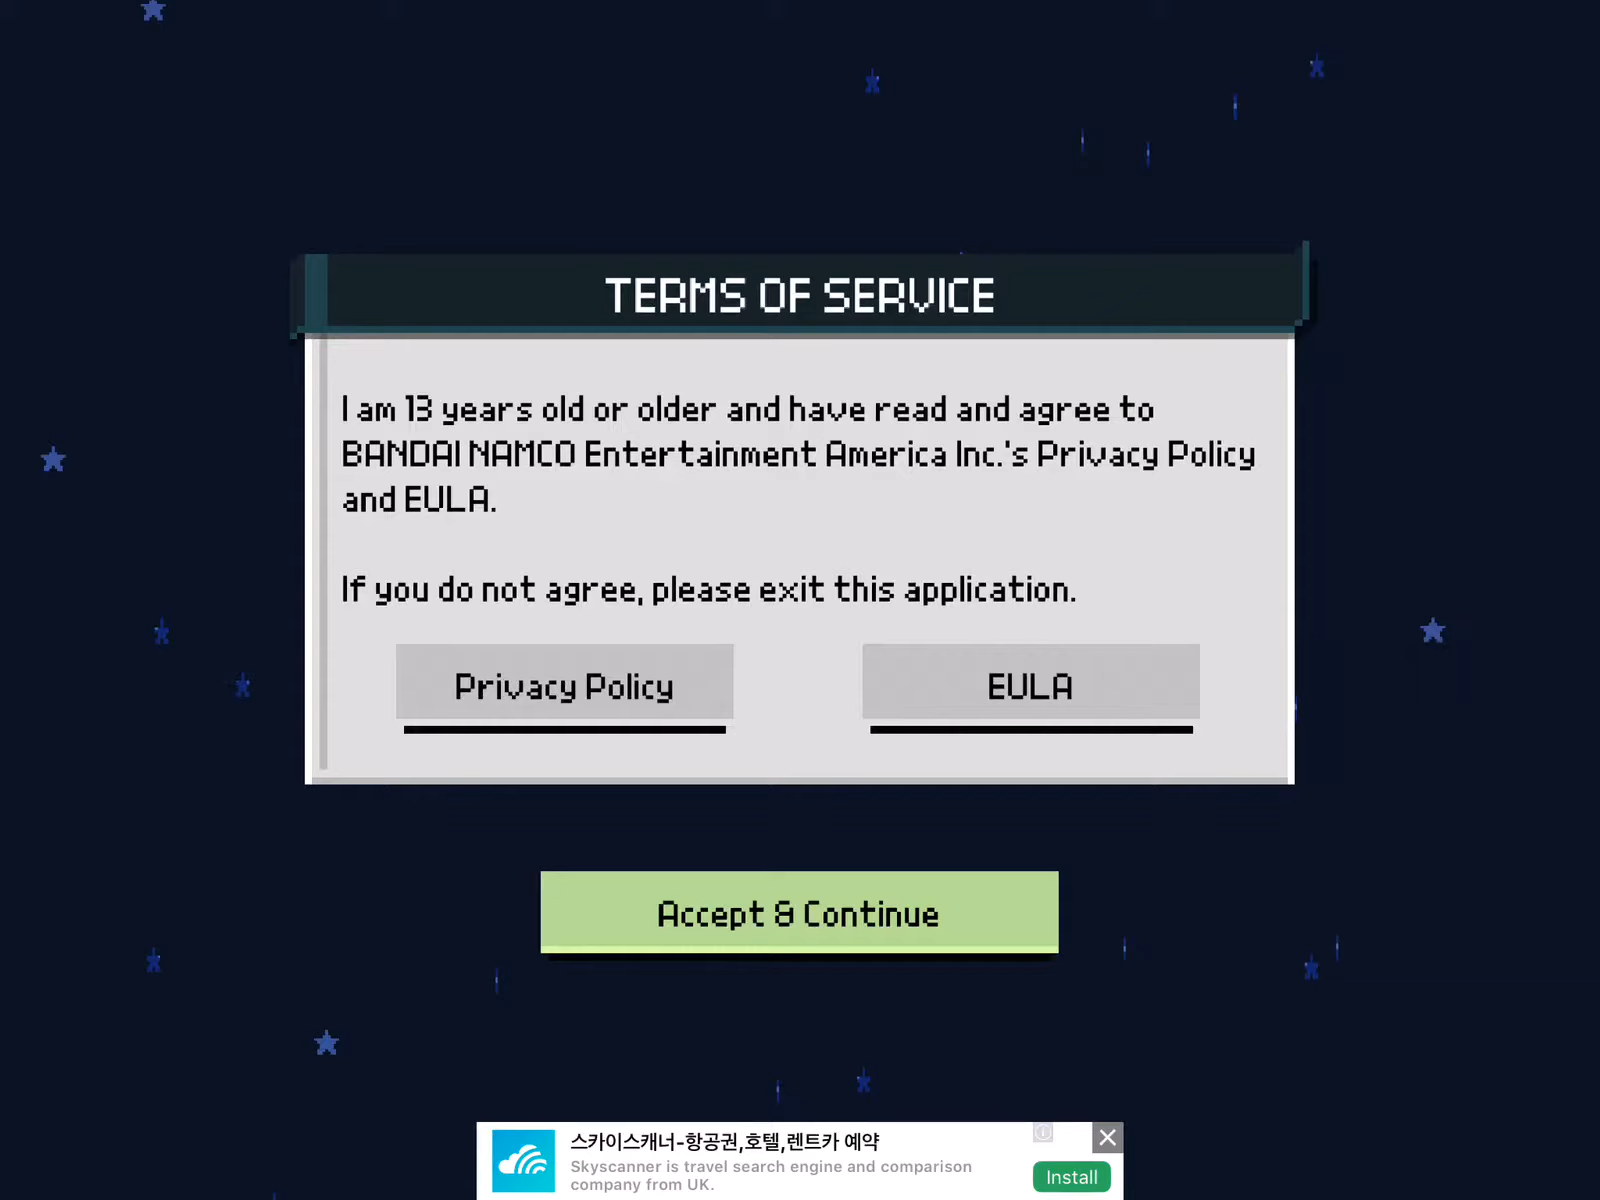 TERMS OF SERVICE
I am 13 years old or older and have read and agree to
BANDAI NAMCO Entertainment America Inc.'s Privacy Policy
and EULA.
If you do not agree, please exit this application.
Privacy Policy
EULA
Accept & Continue
스카이스캐너-항공권,호텔,렌트카 예약
Skyscanner is travel search engine and comparison
company from UK.
Install